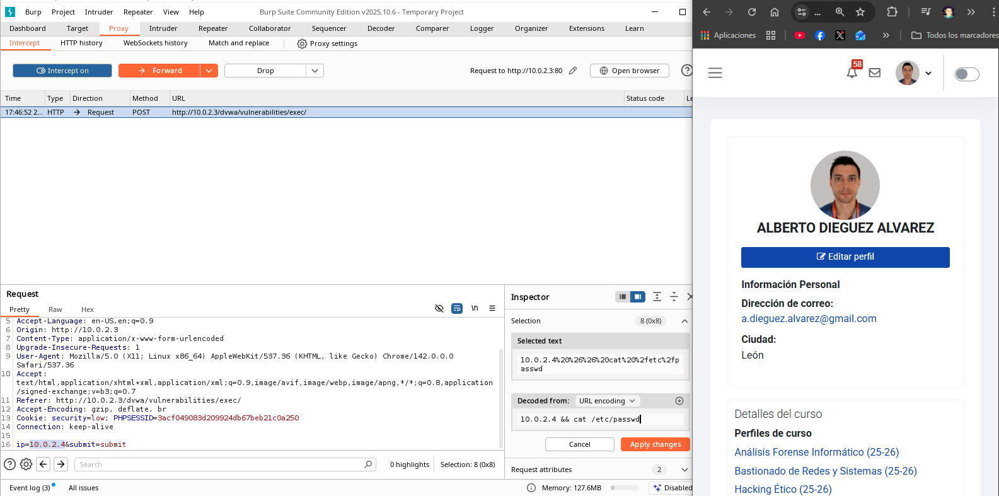 Burp Project Intruder Repeater View Help Burp Suite Community Edition v2025.10.6 - Temporary Project
Dashboard Target Proxy Intruder Repeater Collaborator Sequencer Decoder Comparer Logger Organizer Extensions Learn
Intercept HTTP history WebSockets history Match and replace Proxy settings
Intercept on Forward Drop Request to http://10.0.2.3:80 Open browser
Time Type Direction Method URL Status code Le
17:46:52 2... HTTP Request POST http://10.0.2.3/dvwa/vulnerabilities/exec/
Request
Pretty Raw Hex
\n
5 Accept-Language: en-US,en;q=0.9
6 Origin: http://10.0.2.3
7 Content-Type: application/x-www-form-urlencoded
8 Upgrade-Insecure-Requests: 1
9 User-Agent: Mozilla/5.0 (X11; Linux x86_64) AppleWebKit/537.36 (KHTML, like Gecko) Chrome/142.0.0.0
Safari/537.36
10 Accept:
text/html,application/xhtml+xml,application/xml;q=0.9,image/avif,image/webp,image/apng,*/*;q=0.8,application
/signed-exchange;v=b3;q=0.7
11 Referer: http://10.0.2.3/dvwa/vulnerabilities/exec/
12 Accept-Encoding: gzip, deflate, br
13 Cookie: security=low; PHPSESSID=3acf049083d209924db67beb21c0a250
14 Connection: keep-alive
15
16 ip=10.0.2.4&submit=submit
Search 0 highlights Selection: 8 (0x8)
Inspector
Selection 8 (0x8)
Selected text
10.0.2.4%20%26%26%20cat%20%2fetc%2fp
asswd
Decoded from: URL encoding
10.0.2.4 && cat /etc/passwd
Cancel Apply changes
Request attributes 2
Event log (3) All issues Memory: 127.6MB Disabled
...
Aplicaciones Todos los marcadores
58
ALBERTO DIEGUEZ ALVAREZ
Editar perfil
Información Personal
Dirección de correo:
a.dieguez.alvarez@gmail.com
Ciudad:
León
Detalles del curso
Perfiles de curso
Análisis Forense Informático (25-26)
Bastionado de Redes y Sistemas (25-26)
Hacking Ético (25-26)